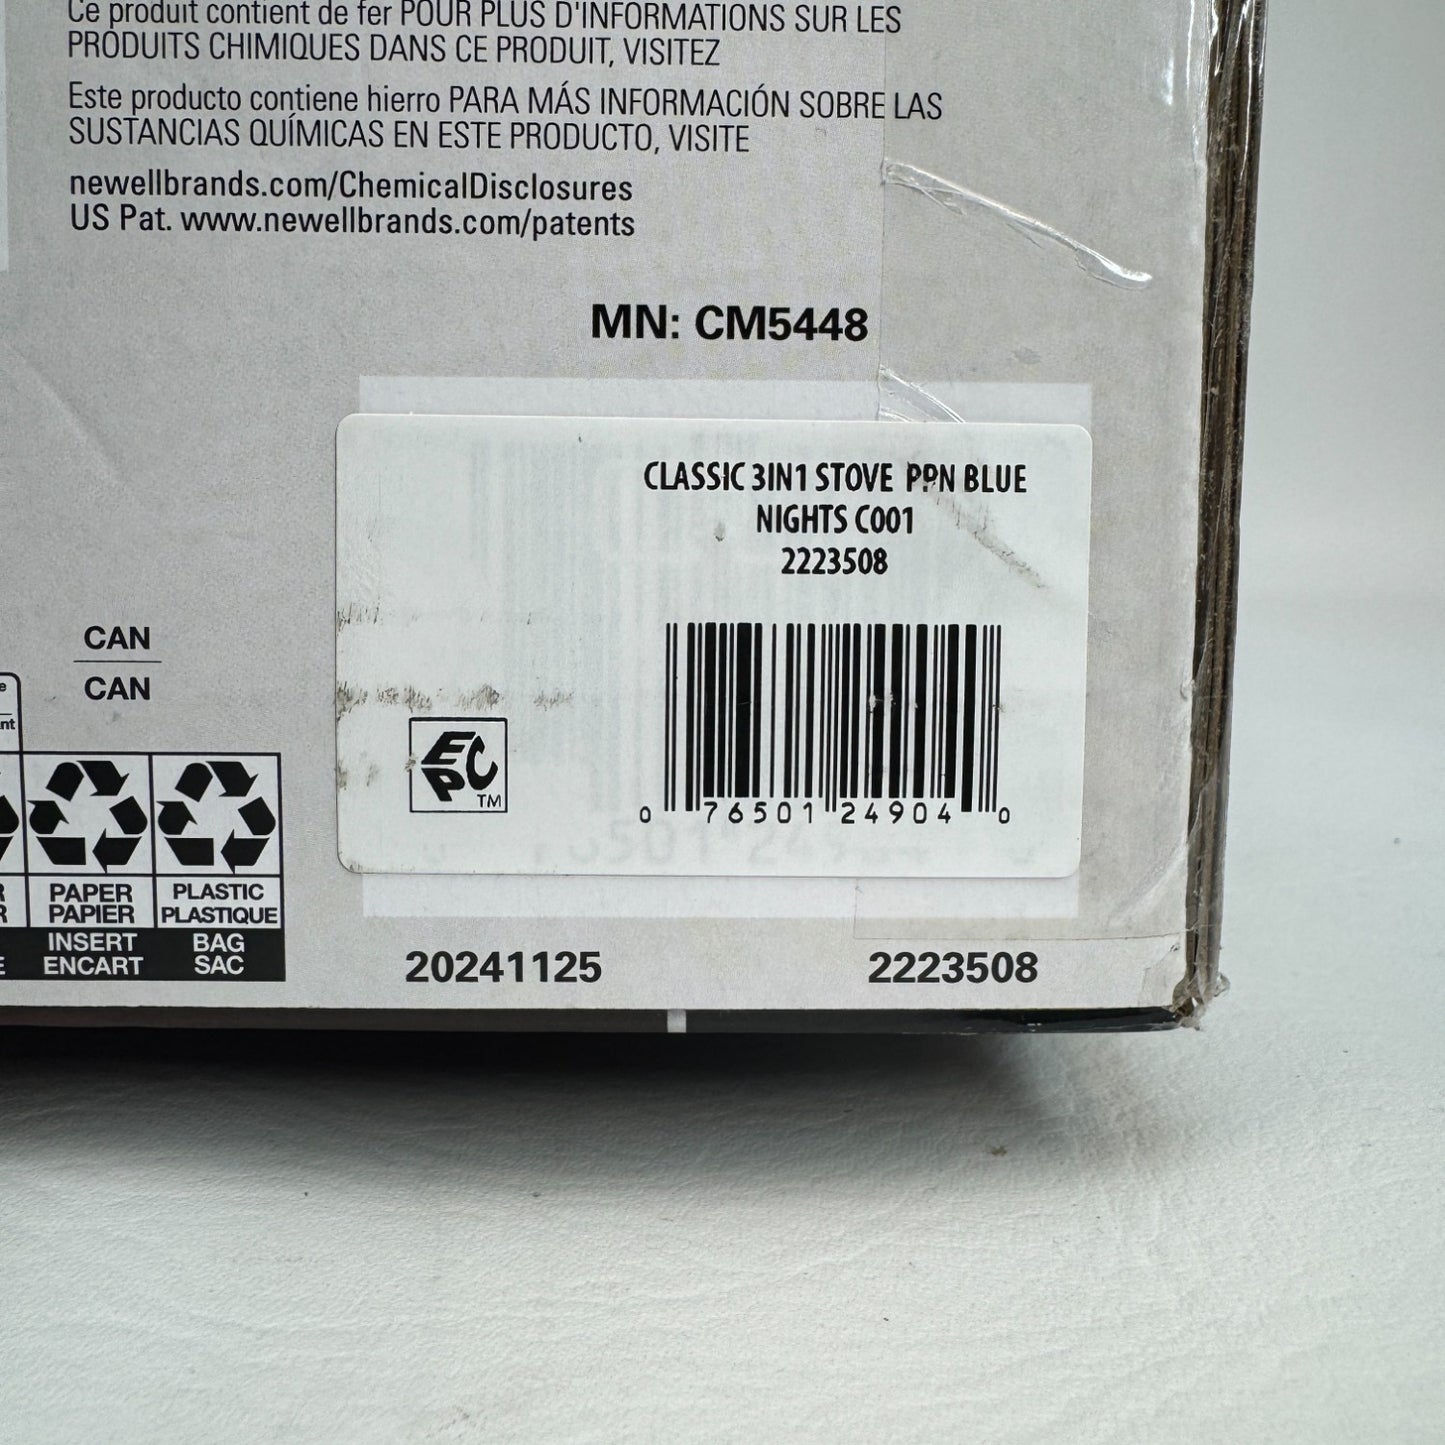 Ce produit contient de fer POUR PLUS D'INFORMATIONS SUR LES
PRODUITS CHIMIQUES DANS CE PRODUIT, VISITEZ
Este producto contiene hierro PARA MÁS INFORMACIÓN SOBRE LAS
SUSTANCIAS QUÍMICAS EN ESTE PRODUCTO, VISITE
newellbrands.com/ChemicalDisclosures
US Pat. www.newellbrands.com/patents
MN: CM5448
CLASSIC 3IN1 STOVE PPN BLUE
NIGHTS C001
2223508
CAN
CAN
EPC TM
0 76501 24904 0
PAPER
PAPIER
INSERT
ENCART
PLASTIC
PLASTIQUE
BAG
SAC
20241125
2223508